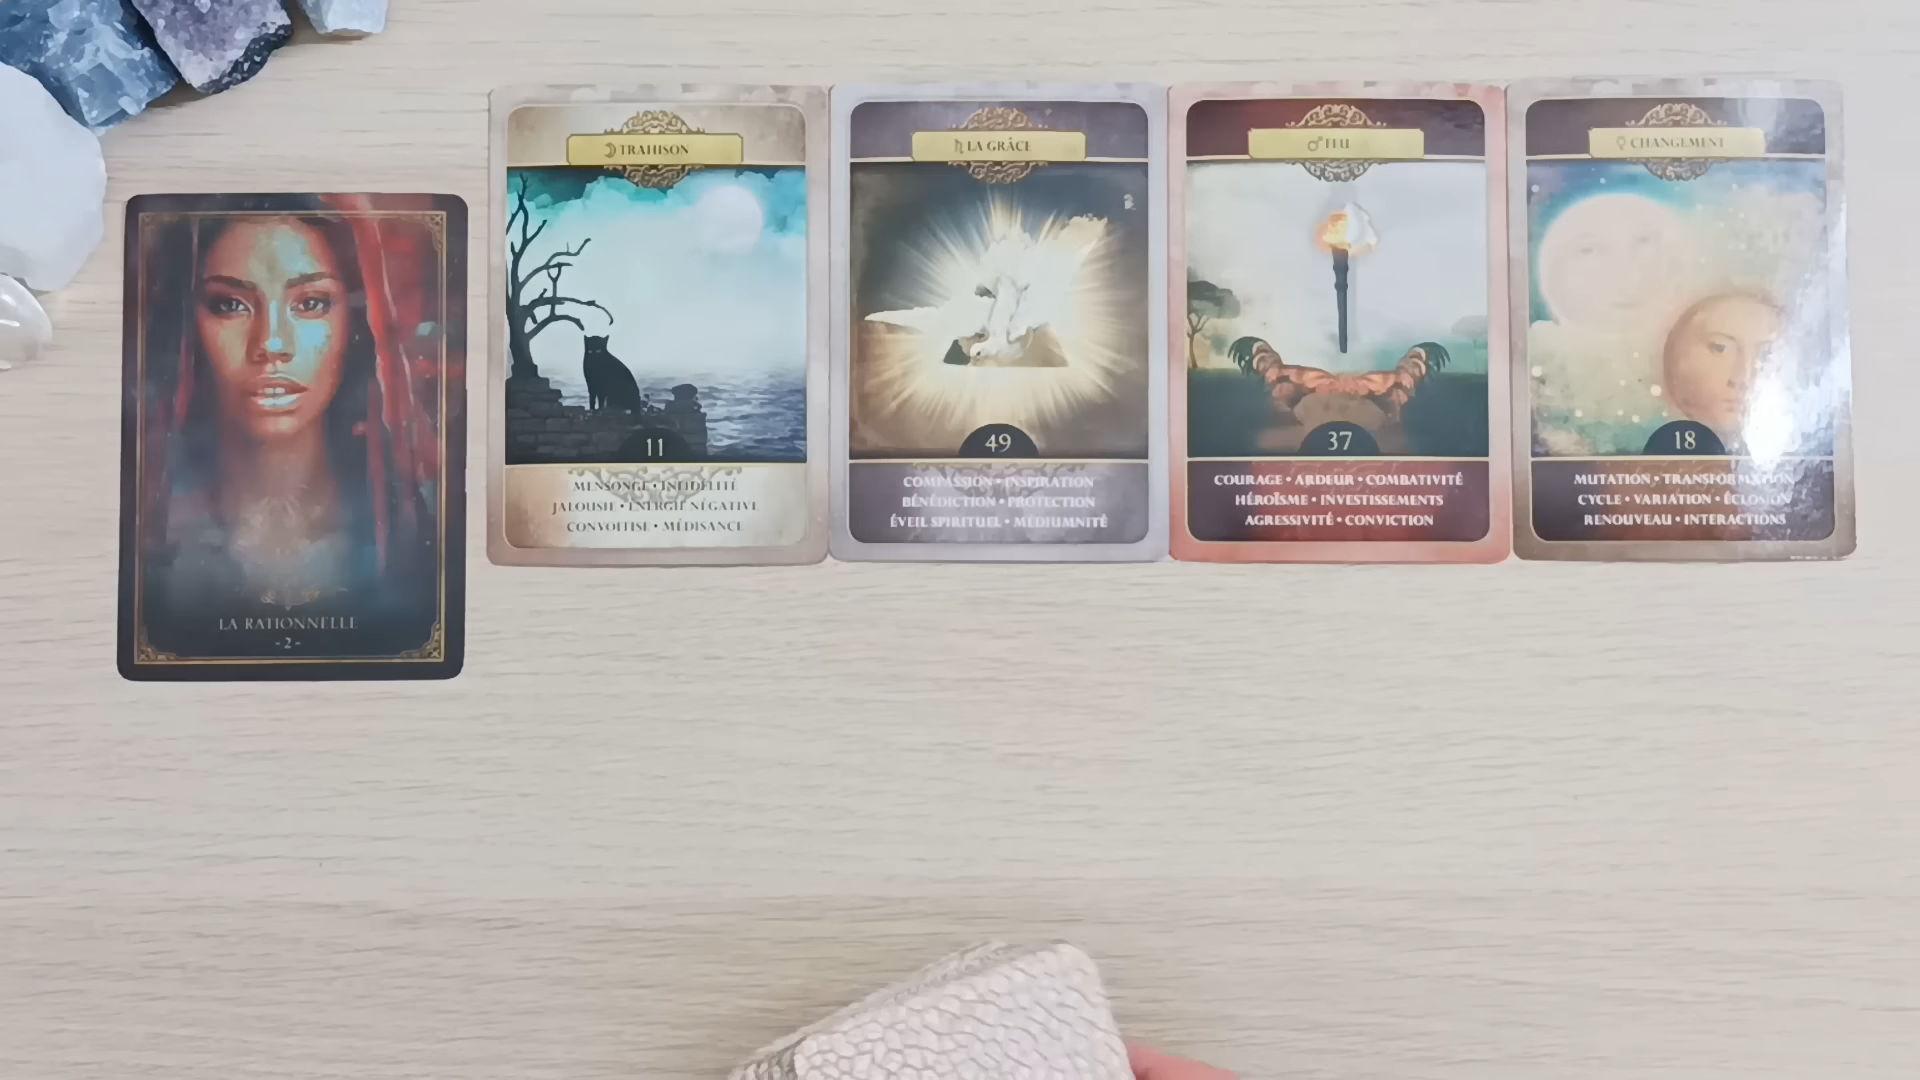 LA RATIONNELLE
- 2 -
TRAHISON
11
MENSONGE • INFIDÉLITÉ
JALOUSIE • ÉNERGIE NÉGATIVE
CONVOITISE • MÉDISANCE
LA GRÂCE
49
COMPASSION • INSPIRATION
BÉNÉDICTION • PROTECTION
ÉVEIL SPIRITUEL • MÉDIUMNITÉ
FEU
37
COURAGE • ARDEUR • COMBATIVITÉ
HÉROÏSME • INVESTISSEMENTS
AGRESSIVITÉ • CONVICTION
CHANGEMENT
18
MUTATION • TRANSFORMATION
CYCLE • VARIATION • ÉCLOSION
RENOUVEAU • INTERACTIONS